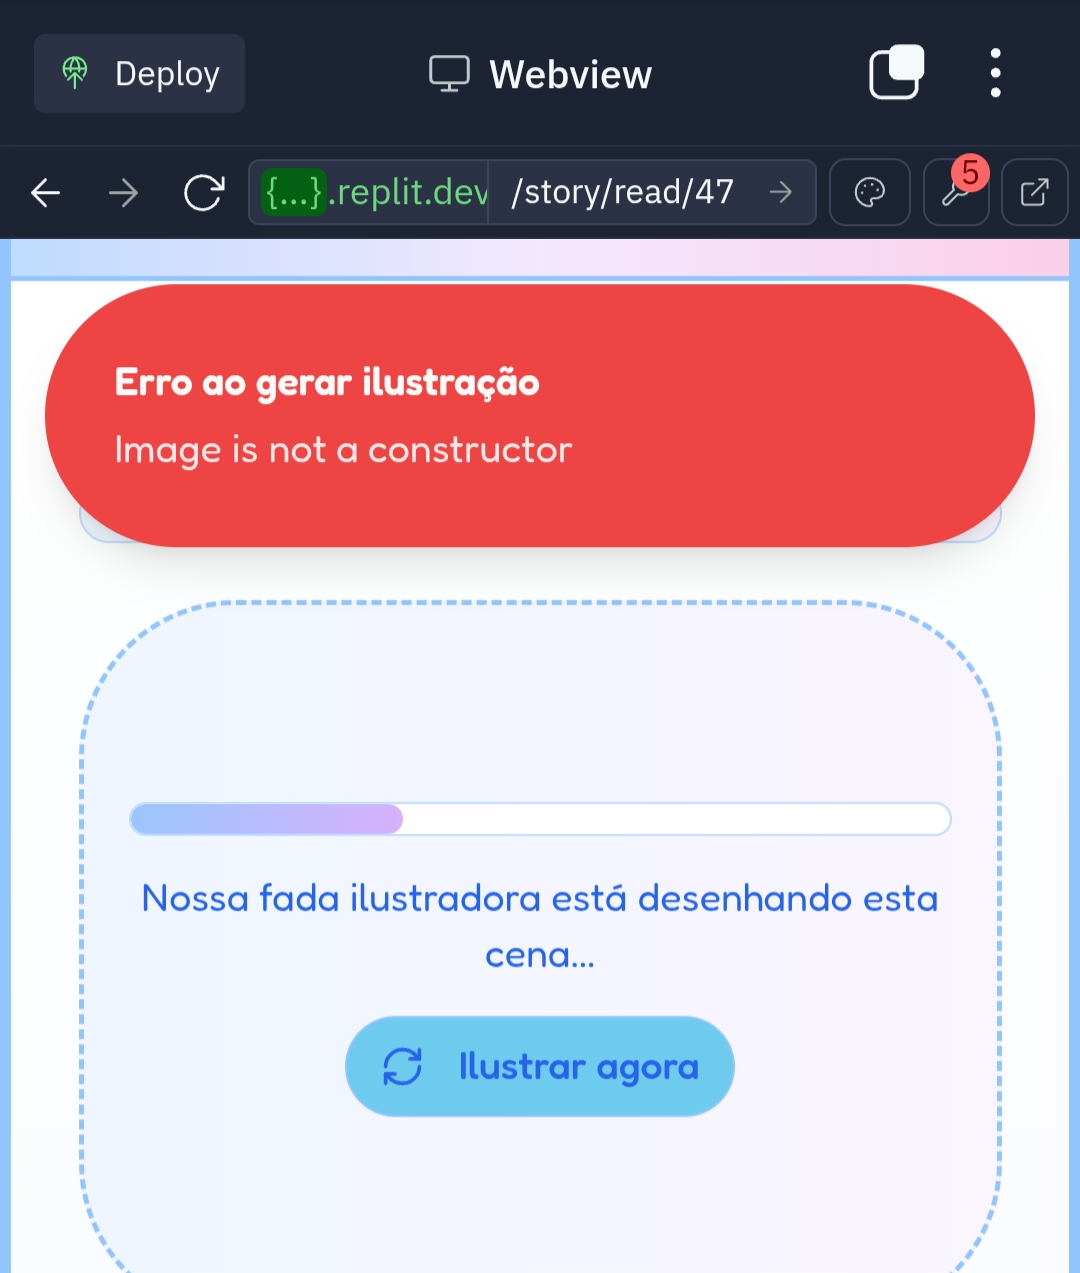 Deploy
Webview
{...}.replit.dev
/story/read/47
5
Erro ao gerar ilustração
Image is not a constructor
Nossa fada ilustradora está desenhando esta
cena...
Ilustrar agora